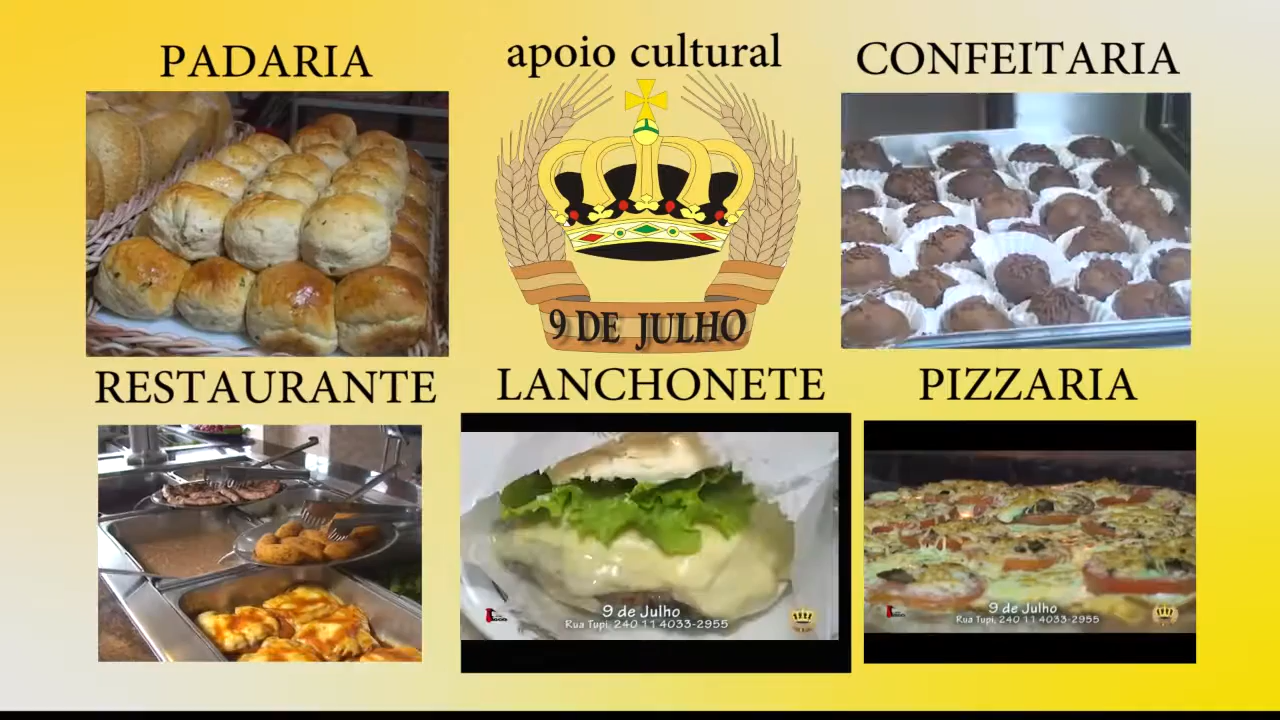 PADARIA
apoio cultural
CONFEITARIA
9 DE JULHO
RESTAURANTE
LANCHONETE
PIZZARIA
9 de Julho
Rua Tupi, 240 11 4033-2955
9 de Julho
Rua Tupi, 240 11 4033-2955